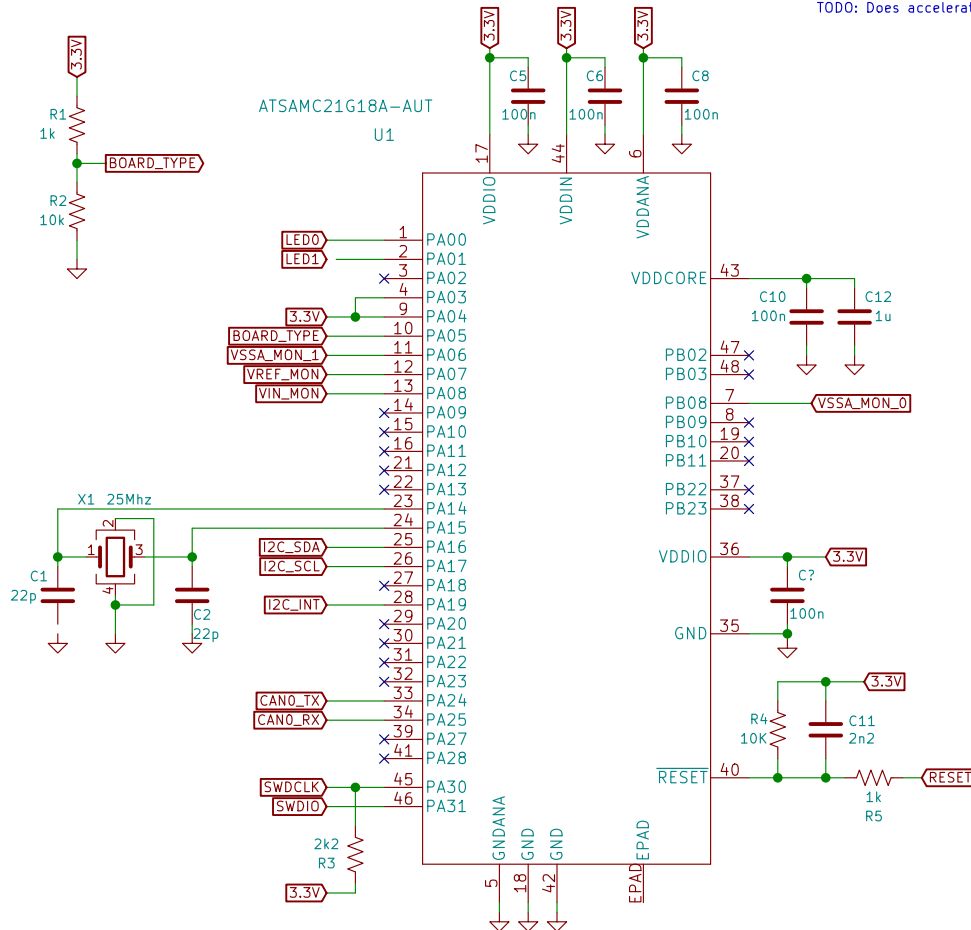 TODO: Does accelerat
3.3V
3.3V
3.3V
3.3V
R1
1k
BOARD_TYPE
R2
10k
ATSAMC21G18A-AUT
U1
C5
100n
C6
100n
C8
100n
17
VDDIO
44
VDDIN
6
VDDANA
LED0
1
PA00
LED1
2
PA01
3
PA02
4
PA03
3.3V
9
PA04
BOARD_TYPE
10
PA05
VSSA_MON_1
11
PA06
VREF_MON
12
PA07
VIN_MON
13
PA08
14
PA09
15
PA10
16
PA11
21
PA12
22
PA13
23
PA14
24
PA15
I2C_SDA
25
PA16
I2C_SCL
26
PA17
27
PA18
I2C_INT
28
PA19
29
PA20
30
PA21
31
PA22
32
PA23
CAN0_TX
33
PA24
CAN0_RX
34
PA25
39
PA27
41
PA28
SWDCLK
45
PA30
SWDIO
46
PA31
2k2
R3
3.3V
X1 25Mhz
2
1
3
4
C1
22p
C2
22p
VDDCORE
43
C10
100n
C12
1u
PB02
47
PB03
48
PB08
7
VSSA_MON_0
PB09
8
PB10
19
PB11
20
PB22
37
PB23
38
VDDIO
36
3.3V
C?
100n
GND
35
3.3V
R4
10K
C11
2n2
RESET
40
1k
R5
RESET
GNDANA
5
GND
18
GND
42
EPAD
EPAD